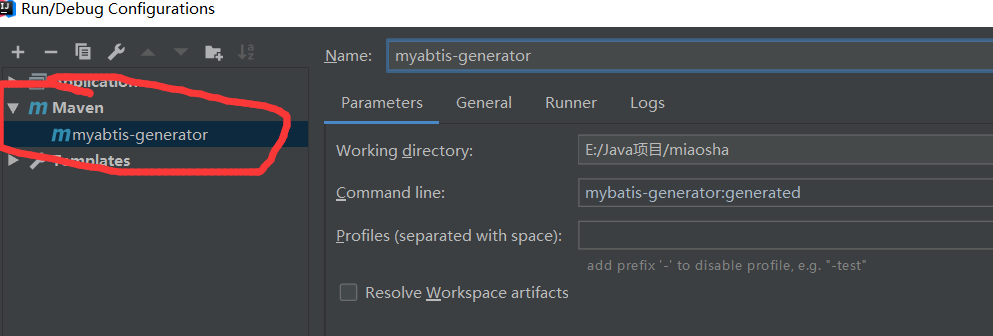 Run/Debug Configurations
Name: myabtis-generator
Application
Maven
myabtis-generator
Templates
Parameters General Runner Logs
Working directory: E:/Java项目/miaosha
Command line: mybatis-generator:generated
Profiles (separated with space):
add prefix '-' to disable profile, e.g. "-test"
Resolve Workspace artifacts